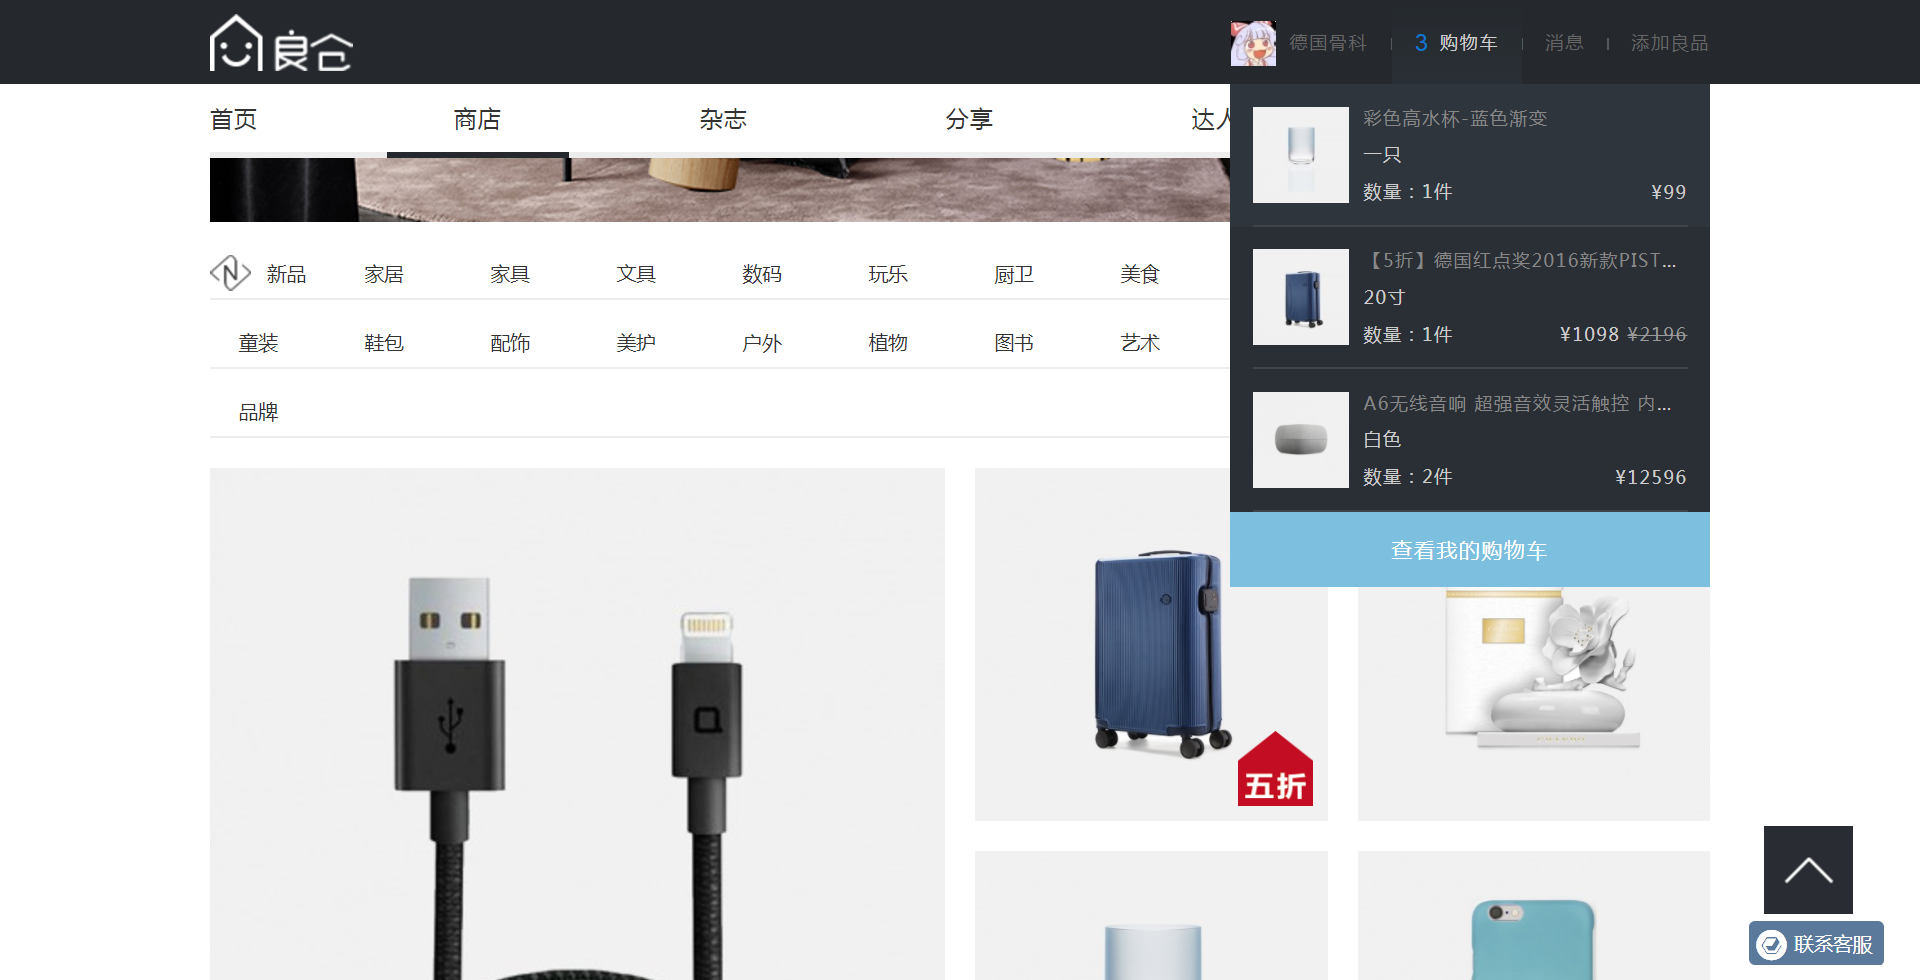 良仓
德国骨科
3 购物车
消息
添加良品
首页
商店
杂志
分享
达人
彩色高水杯-蓝色渐变
一只
数量：1件 ¥99
【5折】德国红点奖2016新款PIST...
20寸
数量：1件 ¥1098 ¥2196
A6无线音响 超强音效灵活触控 内...
白色
数量：2件 ¥12596
查看我的购物车
N 新品 家居 家具 文具 数码 玩乐 厨卫 美食
童装 鞋包 配饰 美护 户外 植物 图书 艺术
品牌
五折
联系客服